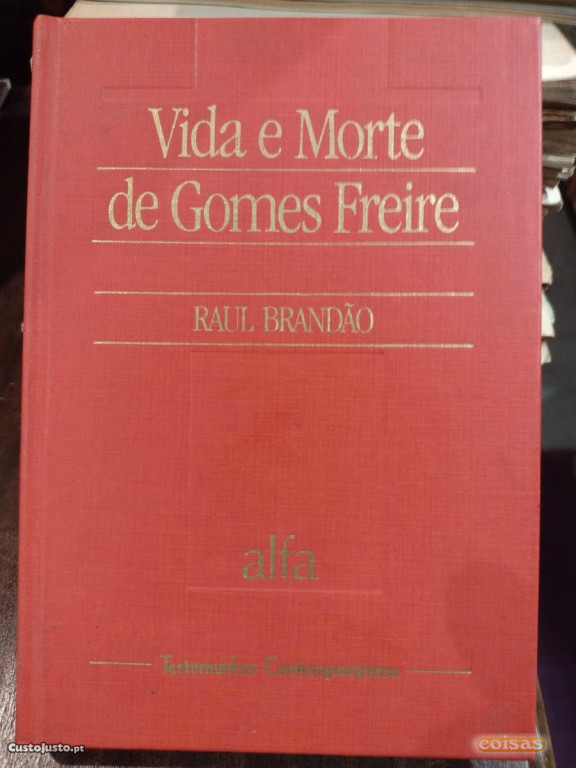 Vida e Morte
de Gomes Freire
RAUL BRANDÃO
alfa
Testemunhos Contemporâneos
CustoJusto.pt
coisas